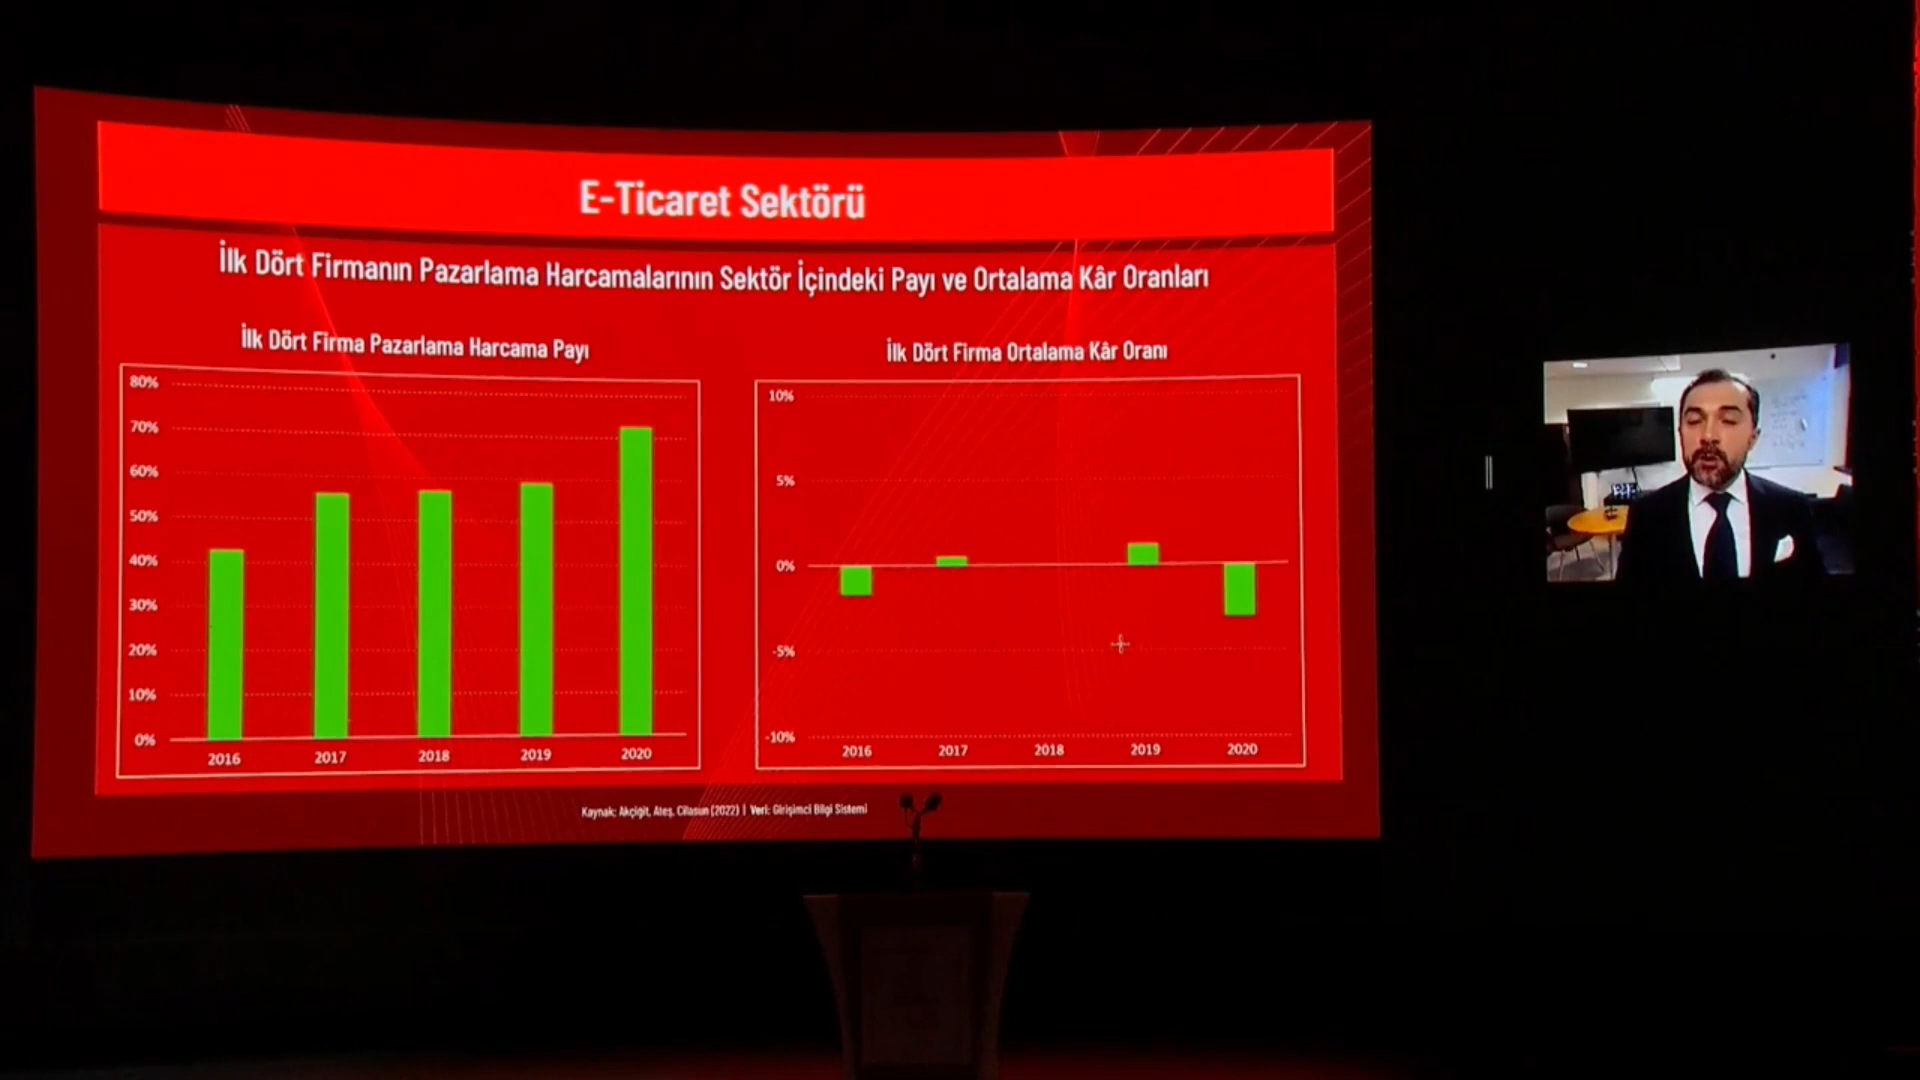 E-Ticaret Sektörü
İlk Dört Firmanın Pazarlama Harcamalarının Sektör İçindeki Payı ve Ortalama Kâr Oranları
İlk Dört Firma Pazarlama Harcama Payı
80%
70%
60%
50%
40%
30%
20%
10%
0%
2016 2017 2018 2019 2020
İlk Dört Firma Ortalama Kâr Oranı
10%
5%
0%
-5%
-10%
2016 2017 2018 2019 2020
Kaynak: Akçiğit, Ateş, Cilasun (2022) | Veri: Girişimci Bilgi Sistemi